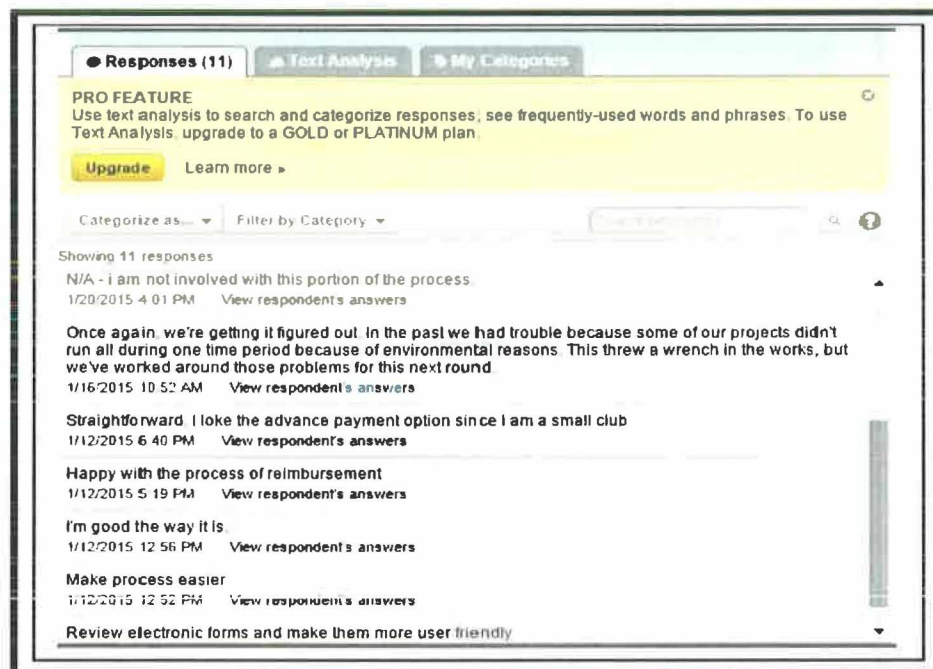 Responses (11)
Text Analysis
My Categories
PRO FEATURE
Use text analysis to search and categorize responses; see frequently-used words and phrases. To use
Text Analysis, upgrade to a GOLD or PLATINUM plan.
Upgrade Learn more »
Categorize as... Filter by Category
Showing 11 responses
N/A - i am not involved with this portion of the process.
1/20/2015 4:01 PM View respondent's answers
Once again, we're getting it figured out. In the past we had trouble because some of our projects didn't
run all during one time period because of environmental reasons. This threw a wrench in the works, but
we've worked around those problems for this next round.
1/16/2015 10:52 AM View respondent's answers
Straightforward. I loke the advance payment option since I am a small club
1/12/2015 6:40 PM View respondent's answers
Happy with the process of reimbursement
1/12/2015 5:19 PM View respondent's answers
I'm good the way it is.
1/12/2015 12:56 PM View respondent's answers
Make process easier
1/12/2015 12:52 PM View respondent's answers
Review electronic forms and make them more user friendly